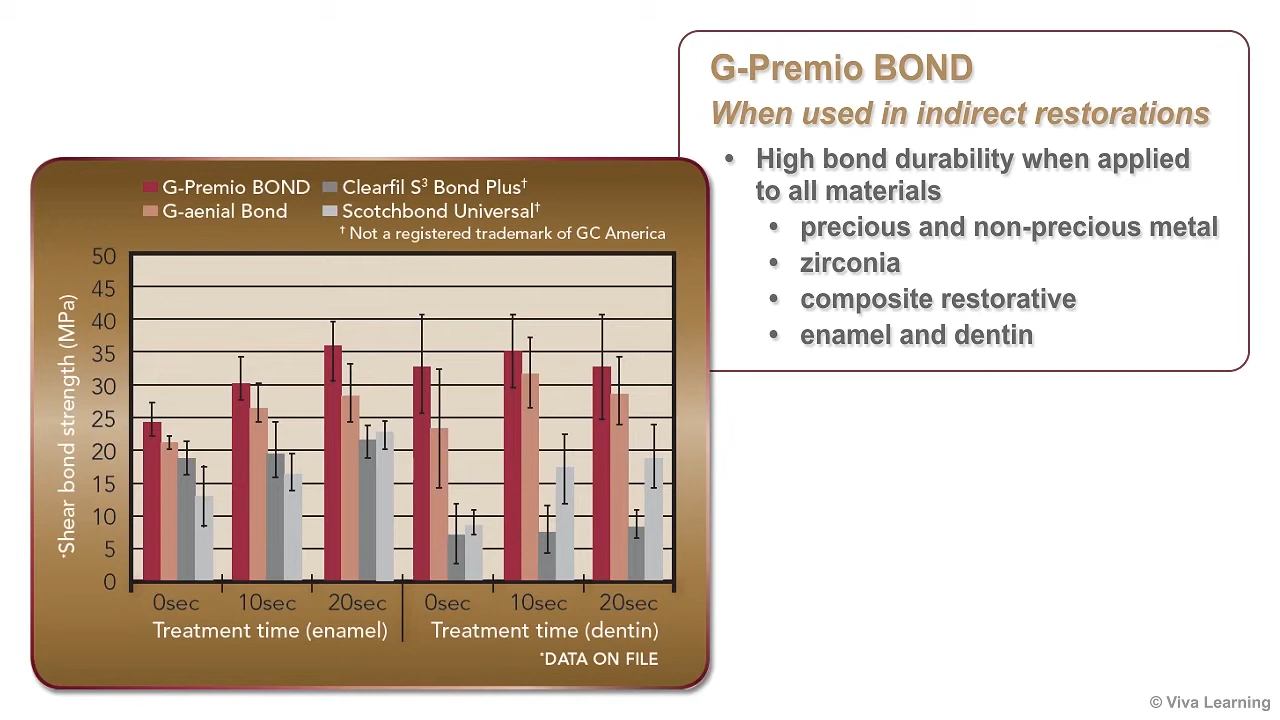 G-Premio BOND
When used in indirect restorations
• High bond durability when applied
to all materials
• precious and non-precious metal
• zirconia
• composite restorative
• enamel and dentin
G-Premio BOND Clearfil S³ Bond Plus†
G-aenial Bond Scotchbond Universal†
† Not a registered trademark of GC America
*Shear bond strength (MPa)
50
45
40
35
30
25
20
15
10
5
0
0sec 10sec 20sec 0sec 10sec 20sec
Treatment time (enamel) Treatment time (dentin)
*DATA ON FILE
© Viva Learning